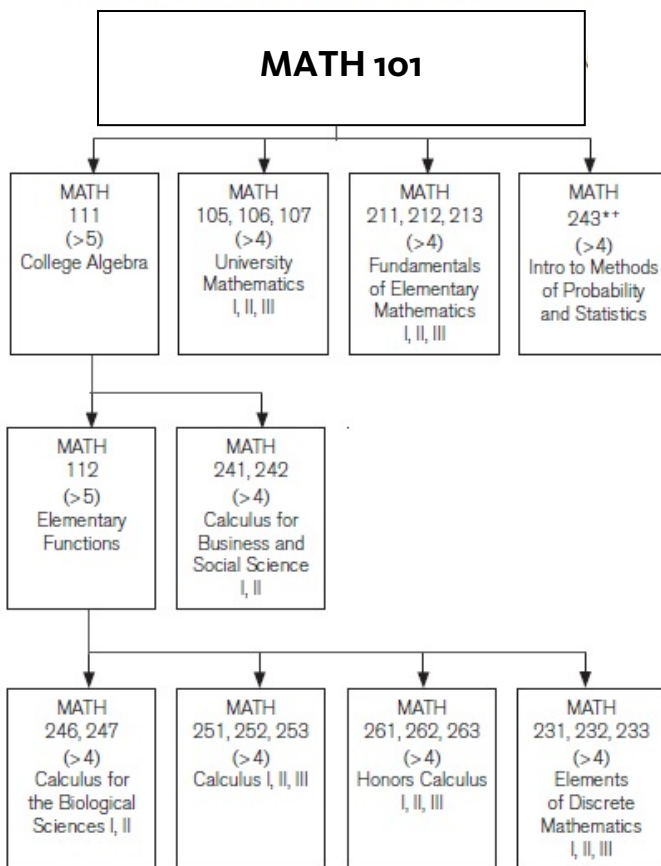 MATH 101
MATH
111
(>5)
College Algebra
MATH
105, 106, 107
(>4)
University
Mathematics
I, II, III
MATH
211, 212, 213
(>4)
Fundamentals
of Elementary
Mathematics
I, II, III
MATH
243*+
(>4)
Intro to Methods
of Probability
and Statistics
MATH
112
(>5)
Elementary
Functions
MATH
241, 242
(>4)
Calculus for
Business and
Social Science
I, II
MATH
246, 247
(>4)
Calculus for
the Biological
Sciences I, II
MATH
251, 252, 253
(>4)
Calculus I, II, III
MATH
261, 262, 263
(>4)
Honors Calculus
I, II, III
MATH
231, 232, 233
(>4)
Elements
of Discrete
Mathematics
I, II, III